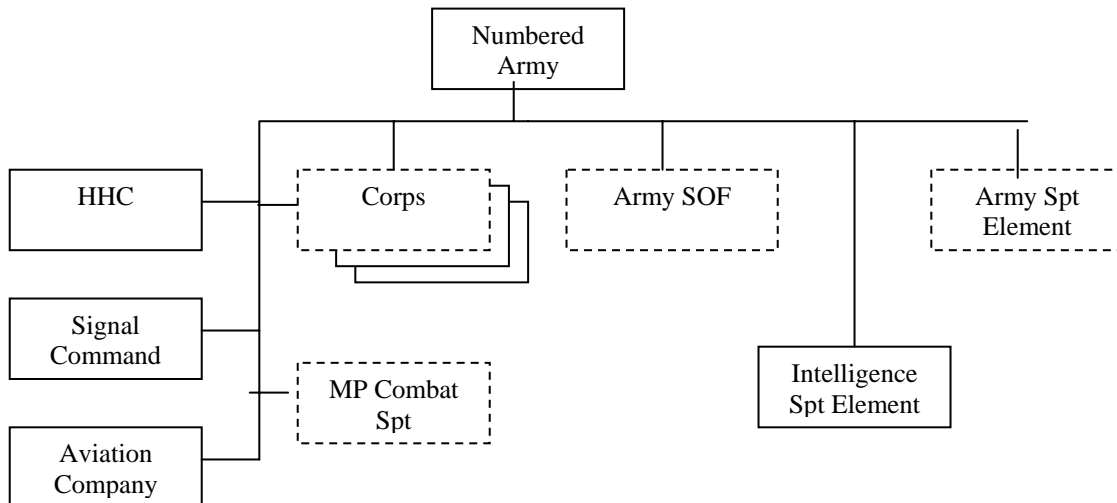 Numbered
Army
HHC
Corps
Army SOF
Army Spt
Element
Signal
Command
MP Combat
Spt
Intelligence
Spt Element
Aviation
Company